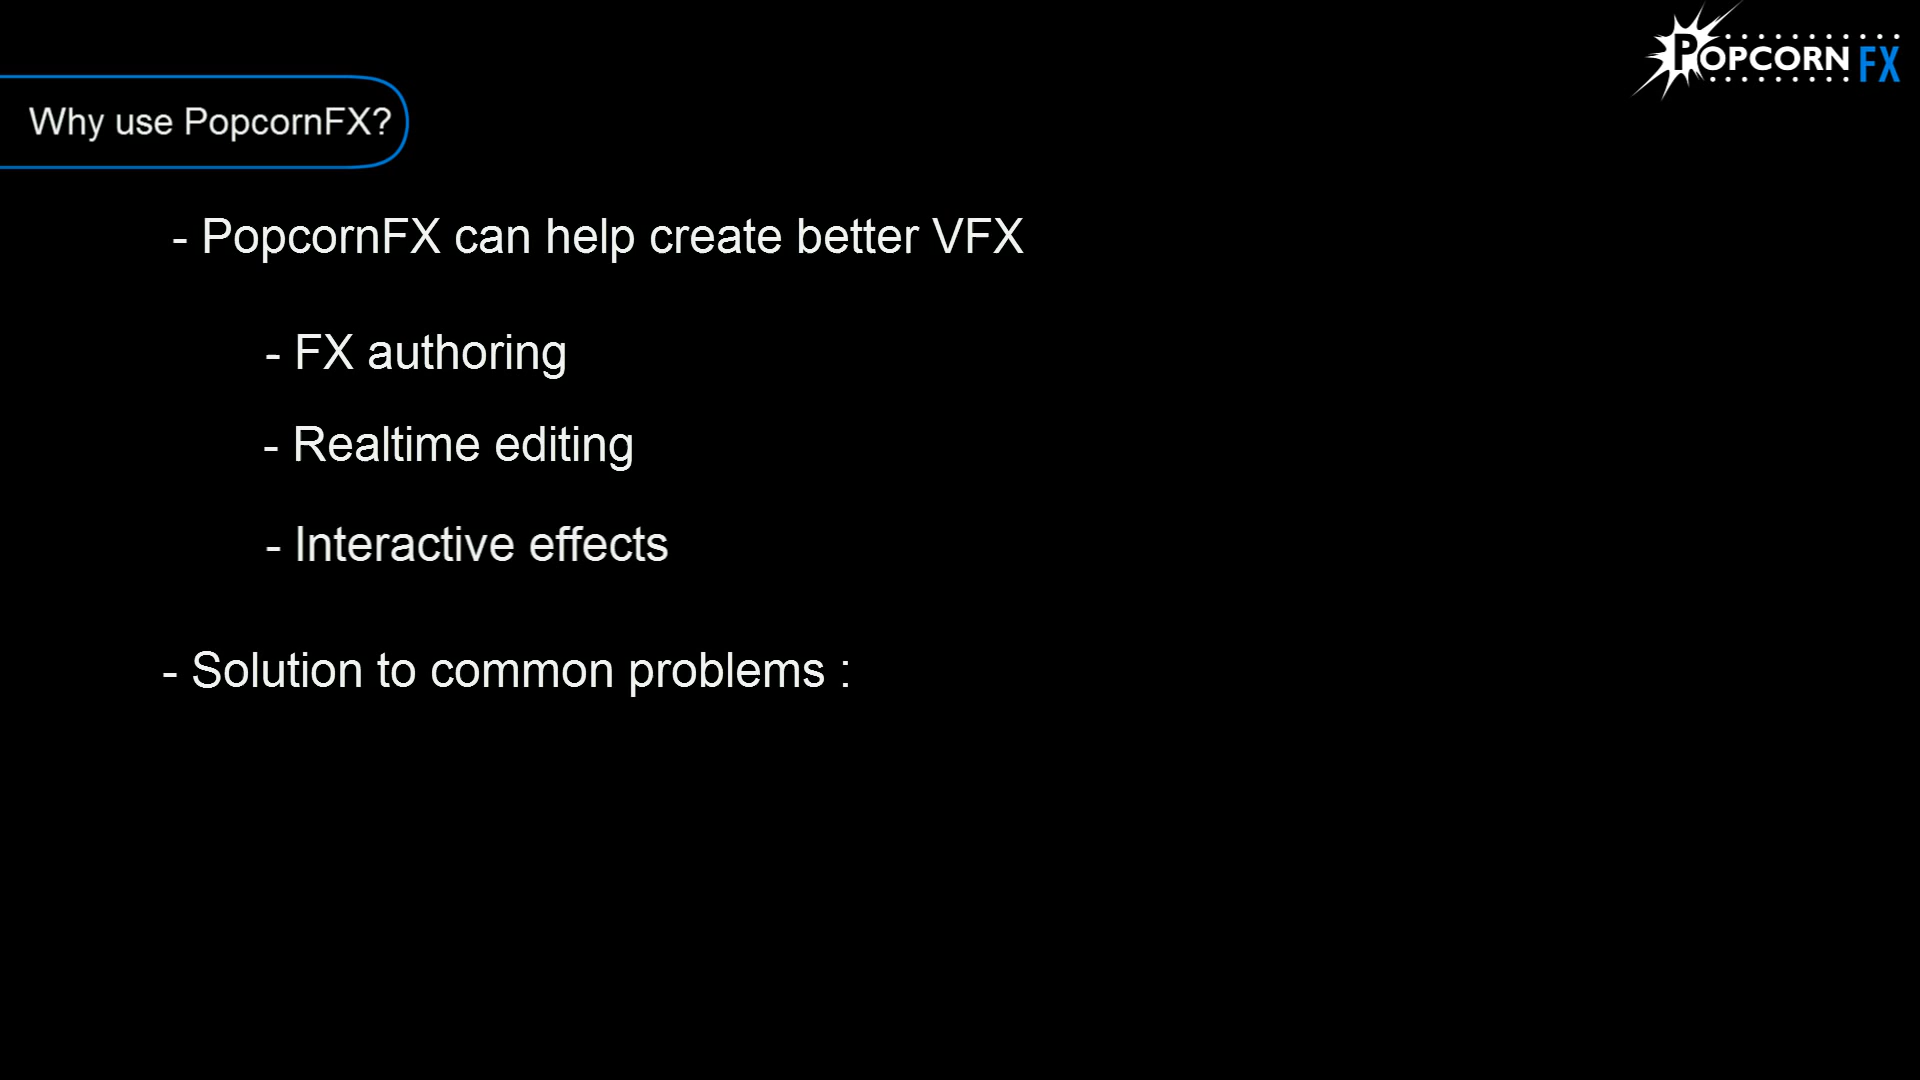 POPCORN FX
Why use PopcornFX?
- PopcornFX can help create better VFX
- FX authoring
- Realtime editing
- Interactive effects
- Solution to common problems :